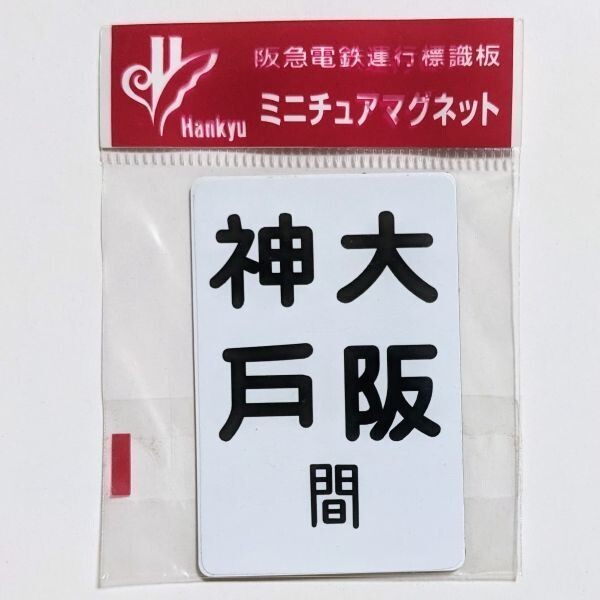 阪急電鉄運行標識板
Hankyu
ミニチュアマグネット
大阪
神戸
間